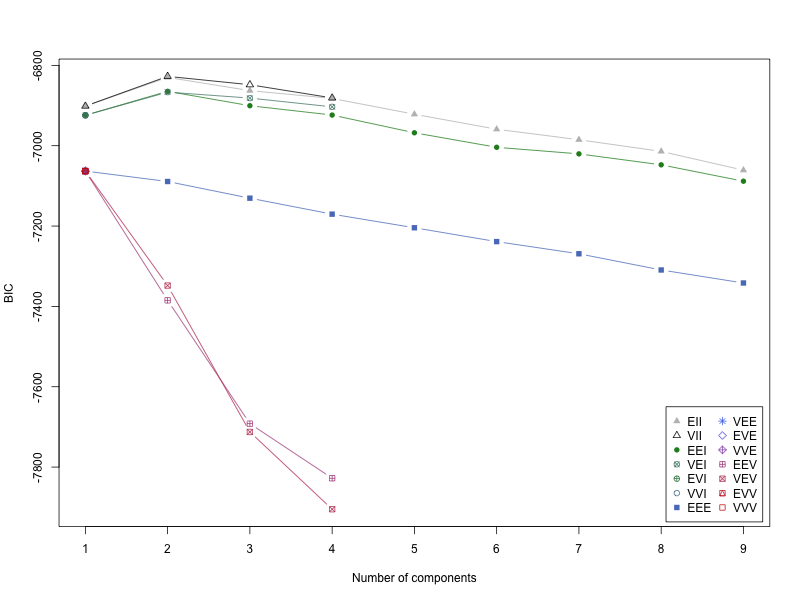 -6800
-7000
-7200
-7400
-7600
-7800
BIC
1 2 3 4 5 6 7 8 9
Number of components
EII VEE
VII EVE
EEI VVE
VEI EEV
EVI VEV
VVI EVV
EEE VVV